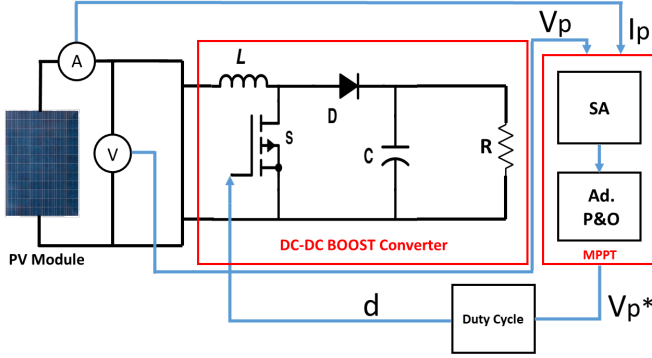 Vp
Ip
A
L
S
D
C
R
V
SA
Ad.
P&O
MPPT
DC-DC BOOST Converter
PV Module
d
Duty Cycle
Vp*